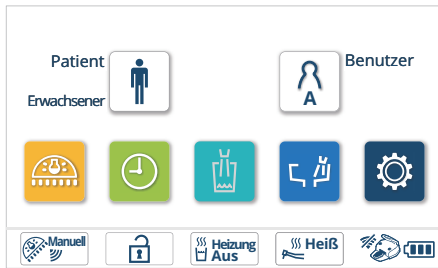 Patient
Erwachsener
Benutzer
A
Manuell
Heizung
Aus
Heiß